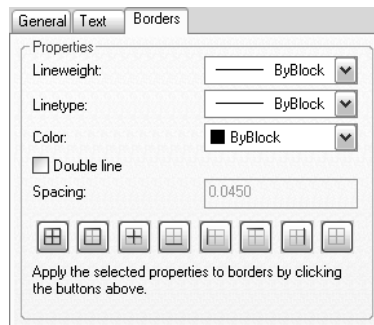 General Text Borders
Properties
Lineweight: ByBlock
Linetype: ByBlock
Color: ByBlock
Double line
Spacing: 0.0450
Apply the selected properties to borders by clicking
the buttons above.